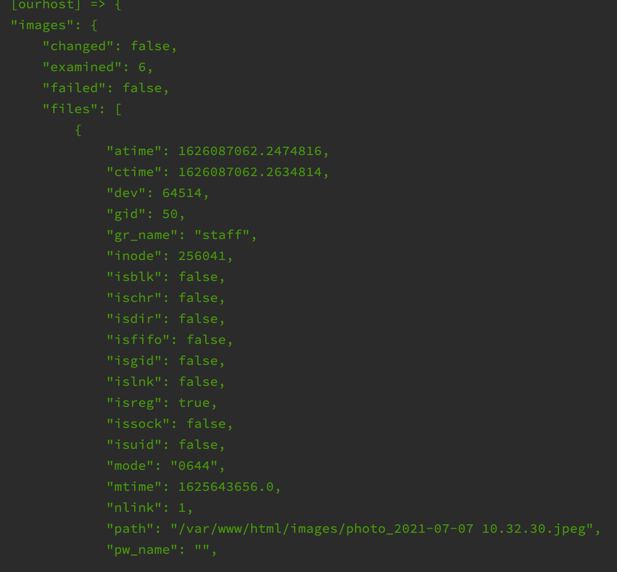 [ourhost] => {
"images": {
    "changed": false,
    "examined": 6,
    "failed": false,
    "files": [
        {
            "atime": 1626087062.2474816,
            "ctime": 1626087062.2634814,
            "dev": 64514,
            "gid": 50,
            "gr_name": "staff",
            "inode": 256041,
            "isblk": false,
            "ischr": false,
            "isdir": false,
            "isfifo": false,
            "isgid": false,
            "islnk": false,
            "isreg": true,
            "issock": false,
            "isuid": false,
            "mode": "0644",
            "mtime": 1625643656.0,
            "nlink": 1,
            "path": "/var/www/html/images/photo_2021-07-07 10.32.30.jpeg",
            "pw_name": "",